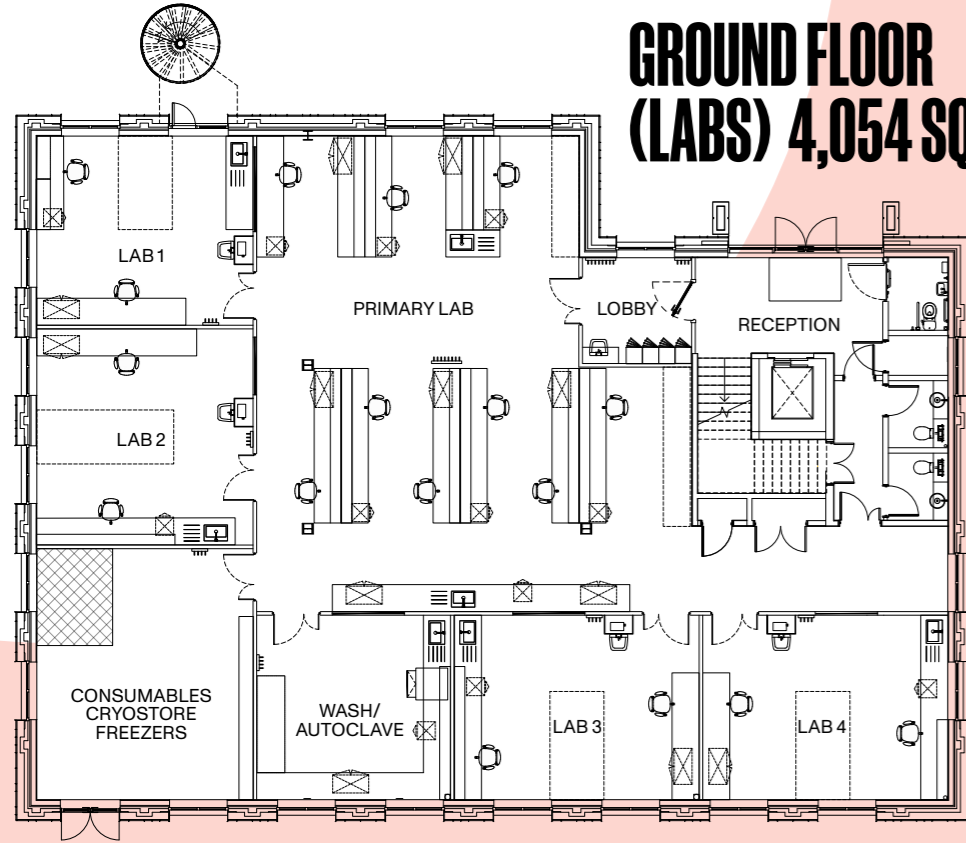 GROUND FLOOR
(LABS) 4,054 SQ
LAB 1
PRIMARY LAB
LOBBY
RECEPTION
LAB 2
CONSUMABLES
CRYOSTORE
FREEZERS
WASH/
AUTOCLAVE
LAB 3
LAB 4